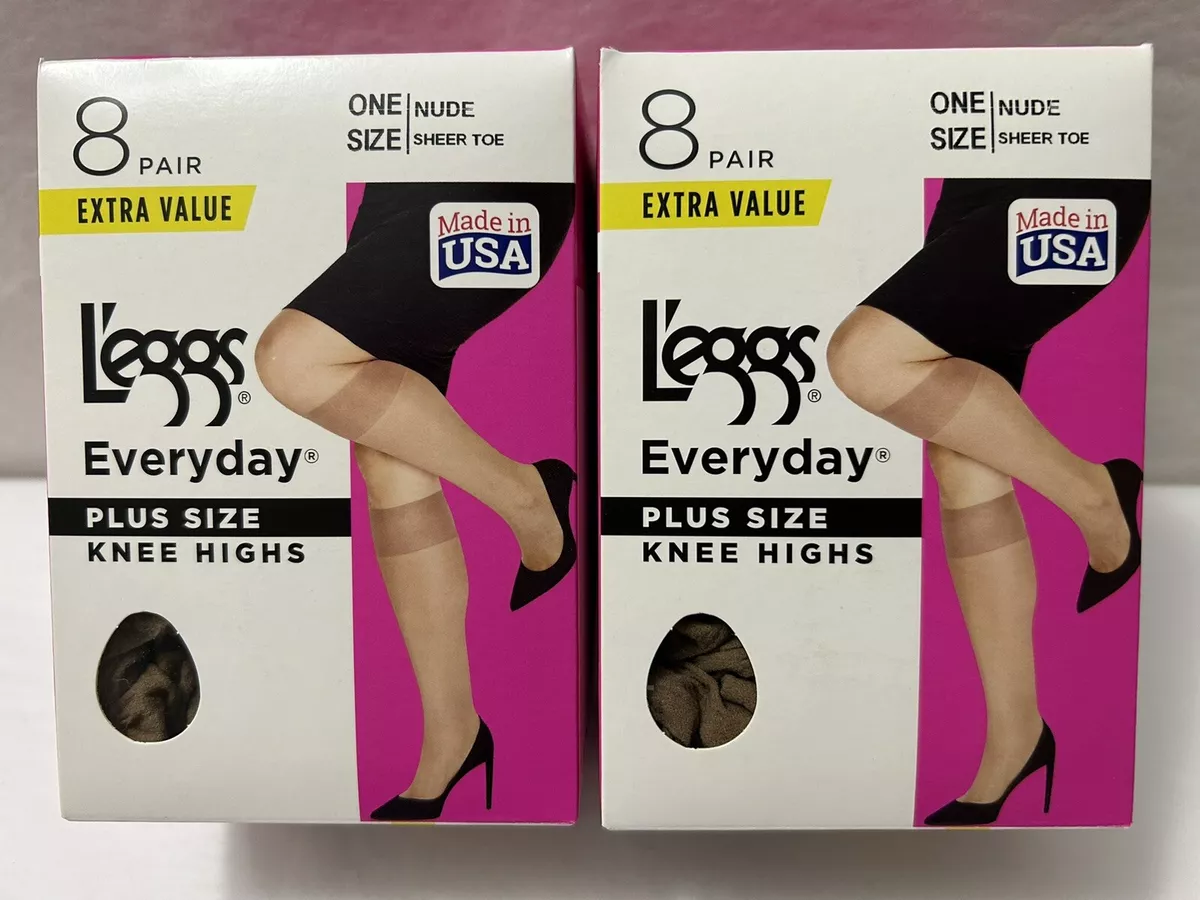 8 PAIR
ONE SIZE
NUDE
SHEER TOE
EXTRA VALUE
Made in
USA
L'eggs®
Everyday®
PLUS SIZE
KNEE HIGHS
8 PAIR
ONE SIZE
NUDE
SHEER TOE
EXTRA VALUE
Made in
USA
L'eggs®
Everyday®
PLUS SIZE
KNEE HIGHS